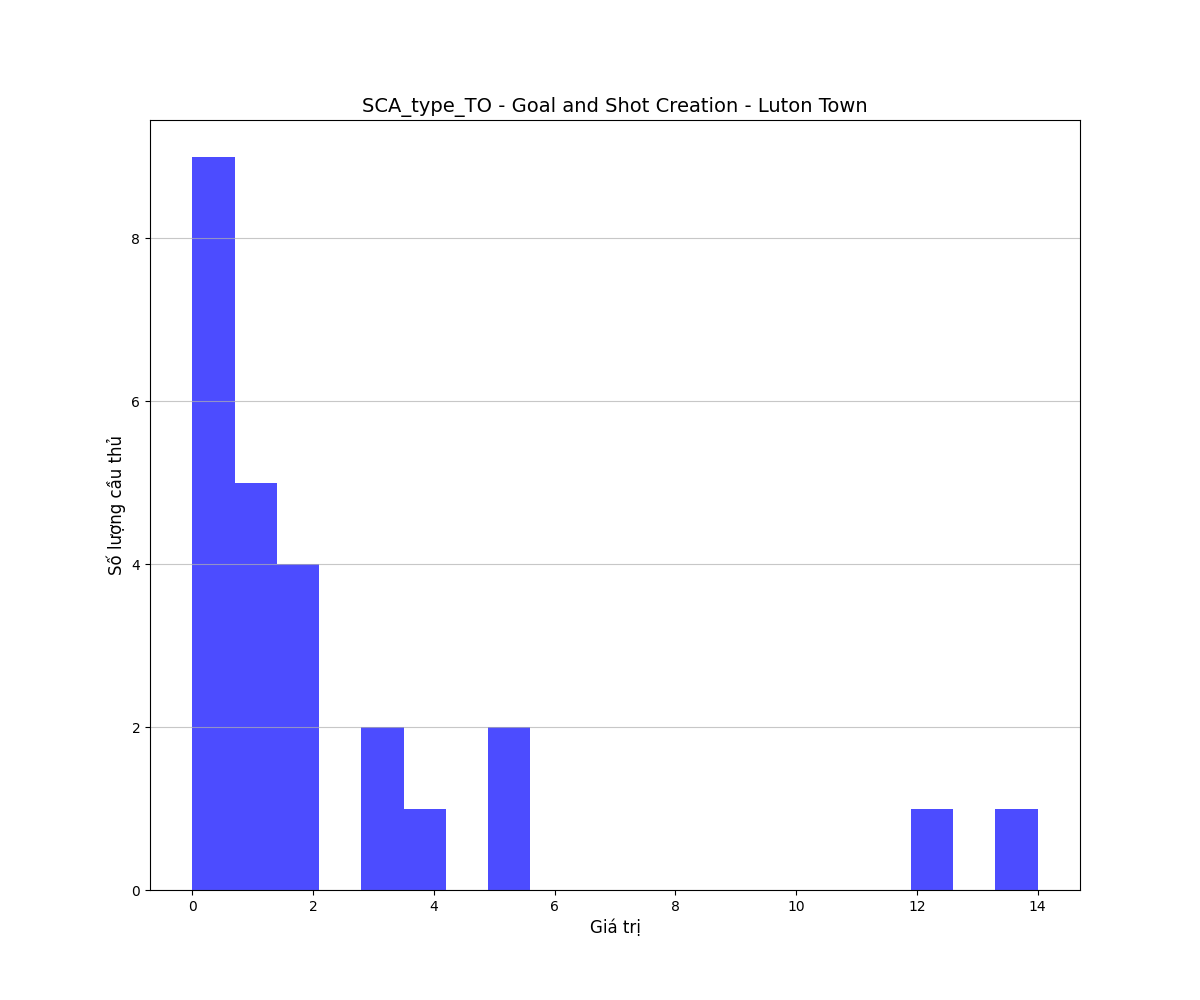 SCA_type_TO - Goal and Shot Creation - Luton Town
Số lượng cầu thủ
8
6
4
2
0
0 2 4 6 8 10 12 14
Giá trị